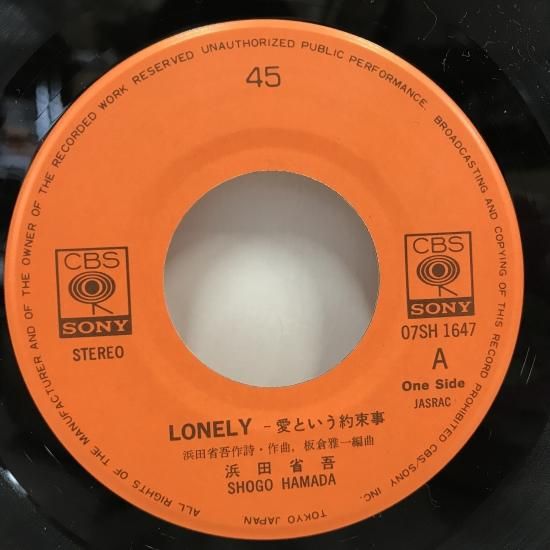 ALL RIGHTS OF THE MANUFACTURER AND OF THE OWNER OF THE RECORDED WORK RESERVED UNAUTHORIZED PUBLIC PERFORMANCE. BROADCASTING AND COPYING OF THIS RECORD PROHIBITED CBS/SONY INC. TOKYO JAPAN.
45
CBS
SONY
STEREO
CBS
SONY
07SH 1647
A
One Side
JASRAC
LONELY - 愛という約束事
浜田省吾作詩・作曲, 板倉雅一編曲
浜田省吾
SHOGO HAMADA